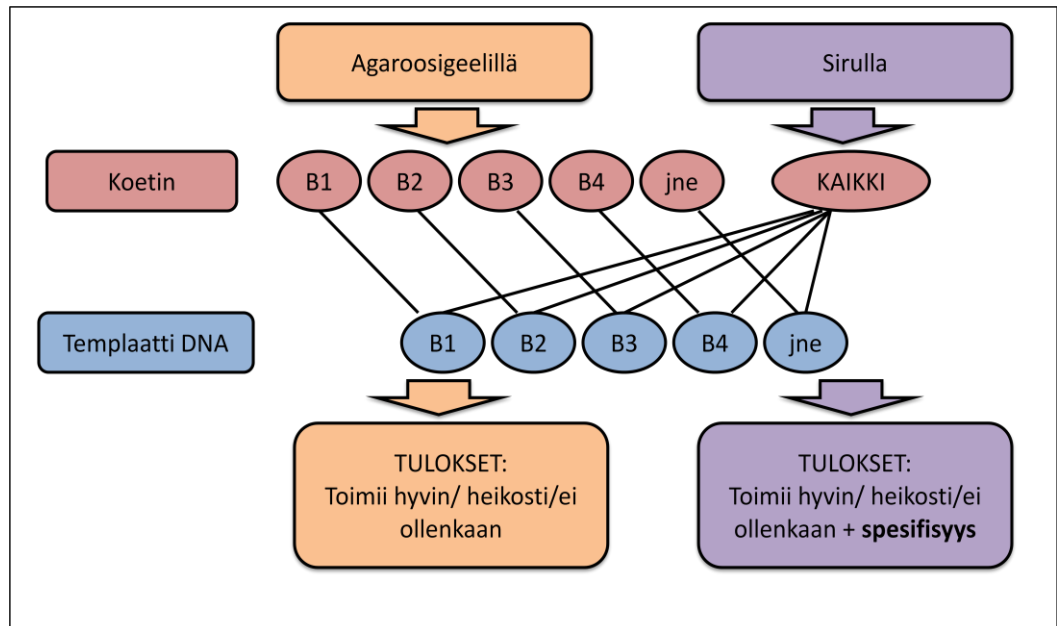 Agaroosigeelillä
Sirulla
Koetin
B1
B2
B3
B4
jne
KAIKKI
Templaatti DNA
B1
B2
B3
B4
jne
TULOKSET:
Toimii hyvin/ heikosti/ei
ollenkaan
TULOKSET:
Toimii hyvin/ heikosti/ei
ollenkaan + spesifisyys